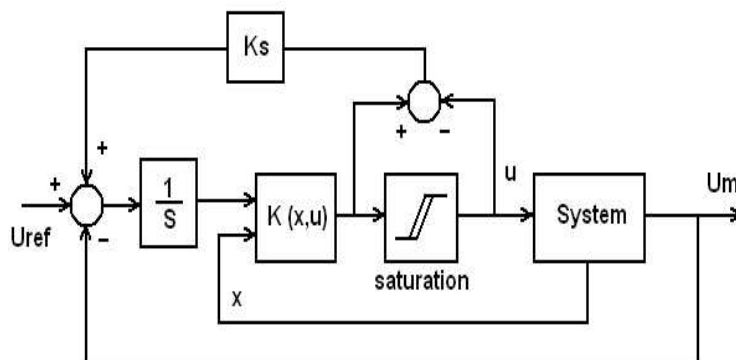 Ks
+
+ −
+
1
S
K (x,u)
u
System
Um
Uref
−
saturation
x